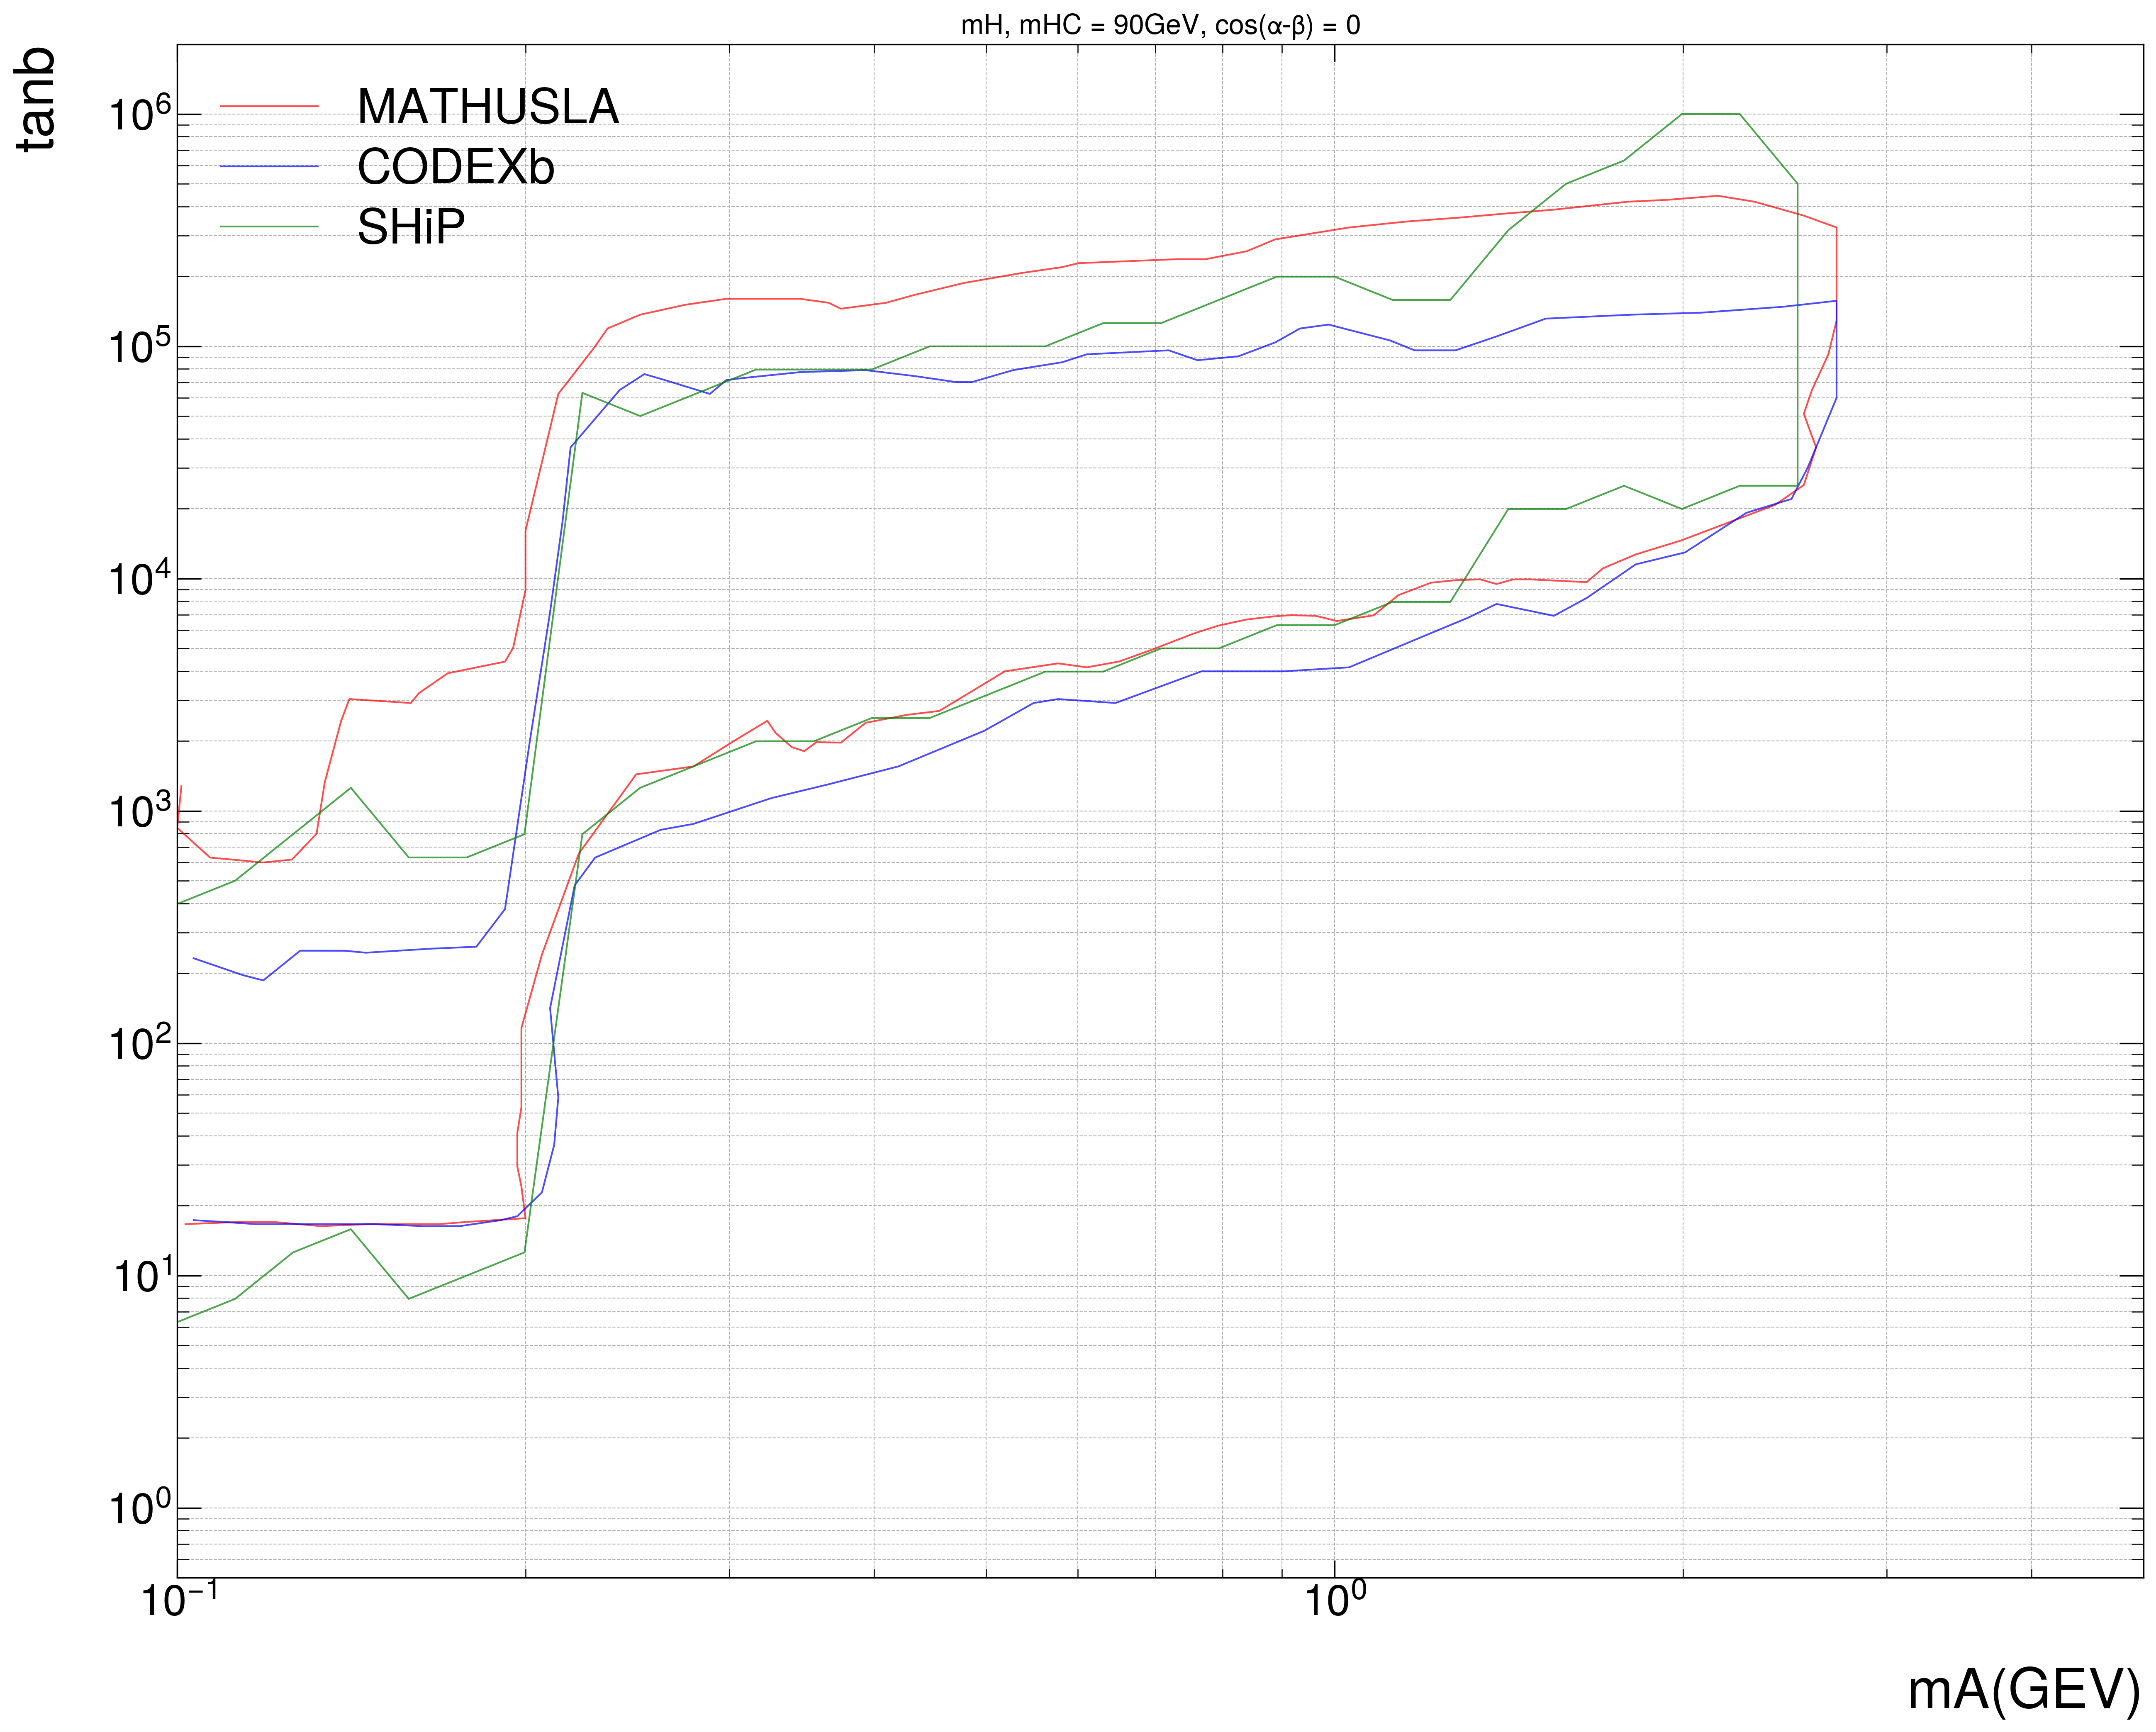 mH, mHC = 90GeV, cos(α-β) = 0
tanb
MATHUSLA
CODEXb
SHiP
10⁶
10⁵
10⁴
10³
10²
10¹
10⁰
10⁻¹
10⁰
mA(GEV)